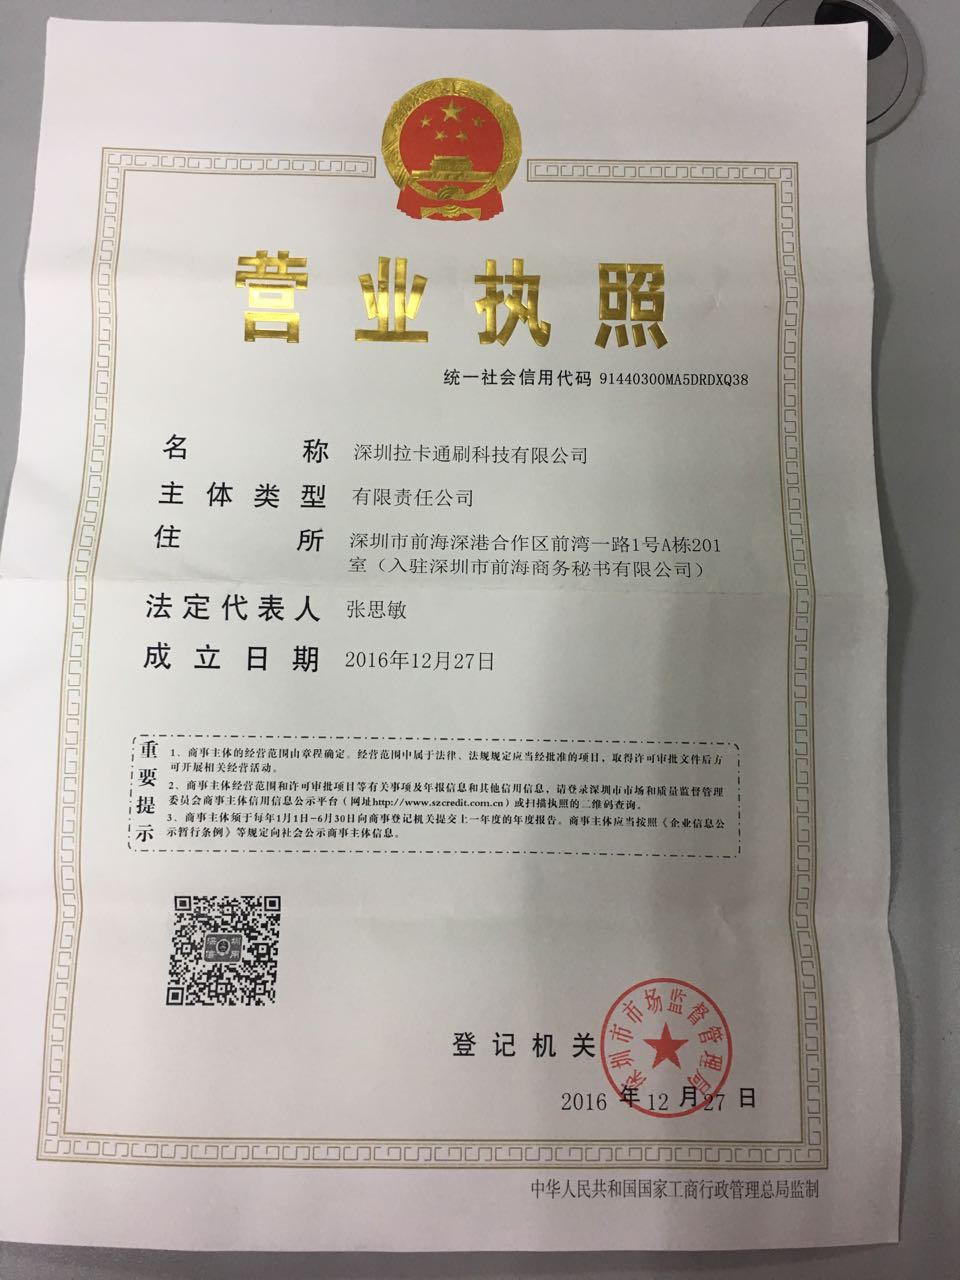 营业执照
统一社会信用代码 91440300MA5DRDXQ38
名称 深圳拉卡通刷科技有限公司
主体类型 有限责任公司
住所 深圳市前海深港合作区前湾一路1号A栋201
室（入驻深圳市前海商务秘书有限公司）
法定代表人 张思敏
成立日期 2016年12月27日
重要提示
1、商事主体的经营范围由章程确定。经营范围中属于法律、法规规定应当经批准的项目，取得许可审批文件后方
可开展相关经营活动。
2、商事主体经营范围和许可审批项目等有关事项及年报信息和其他信用信息，请登录深圳市市场和质量监督管理
委员会商事主体信用信息公示平台（网址http://www.szcredit.com.cn）或扫描执照的二维码查询。
3、商事主体须于每年1月1日-6月30日向商事登记机关提交上一年度的年度报告。商事主体应当按照《企业信息公
示暂行条例》等规定向社会公示商事主体信息。
深圳
信用
深圳市市场监督管理局
登记机关
2016 年 12 月 27 日
中华人民共和国国家工商行政管理总局监制